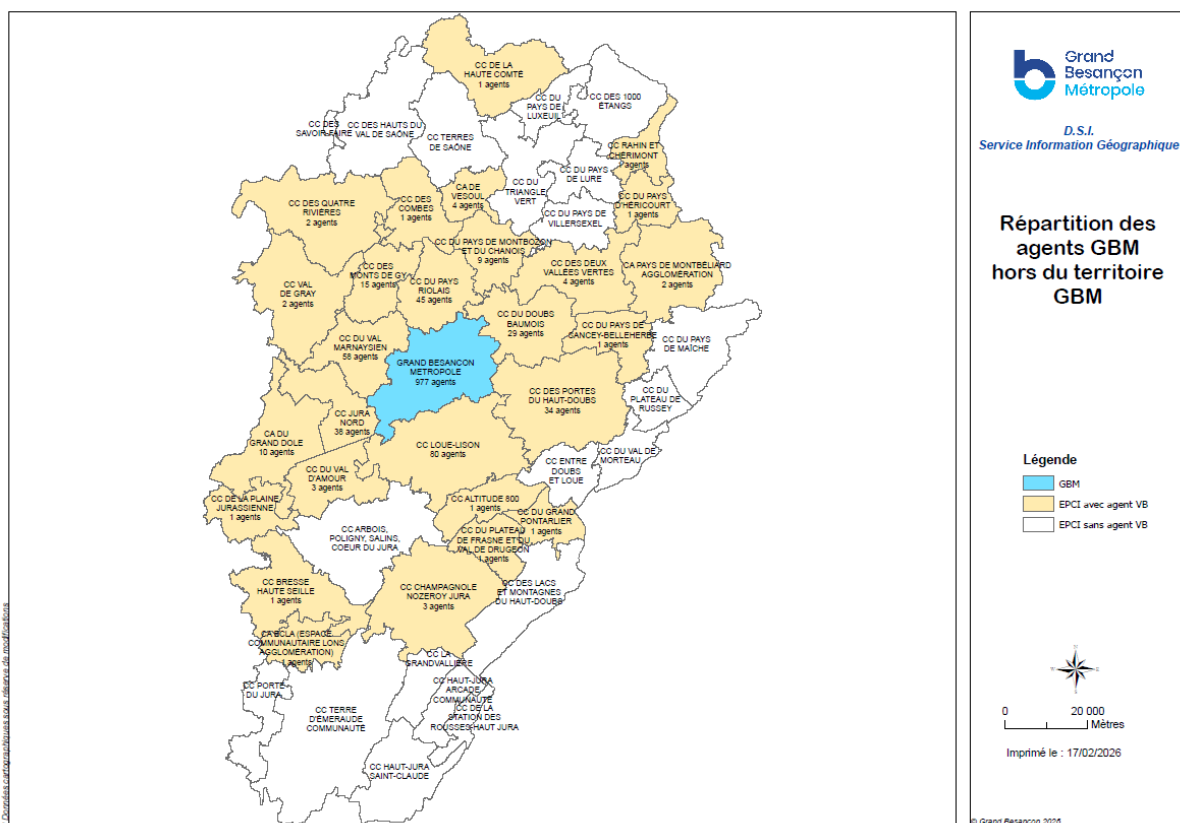 CC DE LA
HAUTE COMTÉ
1 agents
CC DU
PAYS DE
LUXEUIL
CC DES 1000
ÉTANGS
CC DES
SAVOIR-FAIRE
CC DES HAUTS DU
VAL DE SAÔNE
CC TERRES
DE SAÔNE
CC RAHIN ET
CHÉRIMONT
agents
CC DU PAYS
DE LURE
CC DU
TRIANGLE
VERT
CA DE
VESOUL
4 agents
CC DES
COMBES
1 agents
CC DES QUATRE
RIVIÈRES
2 agents
CC DU PAYS
D'HÉRICOURT
1 agents
CC DU PAYS DE
VILLERSEXEL
CC DU PAYS DE MONTBOZON
ET DU CHANOIS
9 agents
CC DES DEUX
VALLÉES VERTES
4 agents
CA PAYS DE MONTBÉLIARD
AGGLOMÉRATION
2 agents
CC DES
MONTS DE GY
15 agents
CC DU PAYS
RIOLAIS
45 agents
CC VAL
DE GRAY
2 agents
CC DU DOUBS
BAUMOIS
29 agents
CC DU PAYS DE
SANCEY-BELLEHERBE
1 agents
CC DU PAYS
DE MAÎCHE
CC DU VAL
MARNAYSIEN
58 agents
GRAND BESANCON
METROPOLE
977 agents
CC DES PORTES
DU HAUT-DOUBS
34 agents
CC DU
PLATEAU DE
RUSSEY
CC JURA
NORD
38 agents
CA DU
GRAND DOLE
10 agents
CC LOUE-LISON
80 agents
CC DU VAL DE
MORTEAU
CC ENTRE
DOUBS
ET LOUE
CC DU VAL
D'AMOUR
3 agents
CC DE LA PLAINE
JURASSIENNE
1 agents
CC ALTITUDE 800
1 agents
CC DU GRAND
PONTARLIER
1 agents
CC ARBOIS,
POLIGNY, SALINS,
COEUR DU JURA
CC DU PLATEAU
DE FRASNE ET DU
VAL DE DRUGEON
1 agents
CC BRESSE
HAUTE SEILLE
1 agents
CC CHAMPAGNOLE
NOZEROY JURA
3 agents
CC DES LACS
ET MONTAGNES
DU HAUT-DOUBS
CA ECLA (ESPACE
COMMUNAUTAIRE LONS
AGGLOMÉRATION)
1 agents
CC LA
GRANDVALLIÈRE
CC PORTE
DU JURA
CC HAUT-JURA
ARCADE
COMMUNAUTÉ
CC DE LA
STATION DES
ROUSSES-HAUT JURA
CC TERRE
D'ÉMERAUDE
COMMUNAUTÉ
CC HAUT-JURA
SAINT-CLAUDE
Données cartographiques sous réserve de modifications
Grand
Besançon
Métropole
D.S.I.
Service Information Géographique
Répartition des
agents GBM
hors du territoire
GBM
Légende
GBM
EPCI avec agent VB
EPCI sans agent VB
0 20 000
Mètres
Imprimé le : 17/02/2026
© Grand Besançon 2026